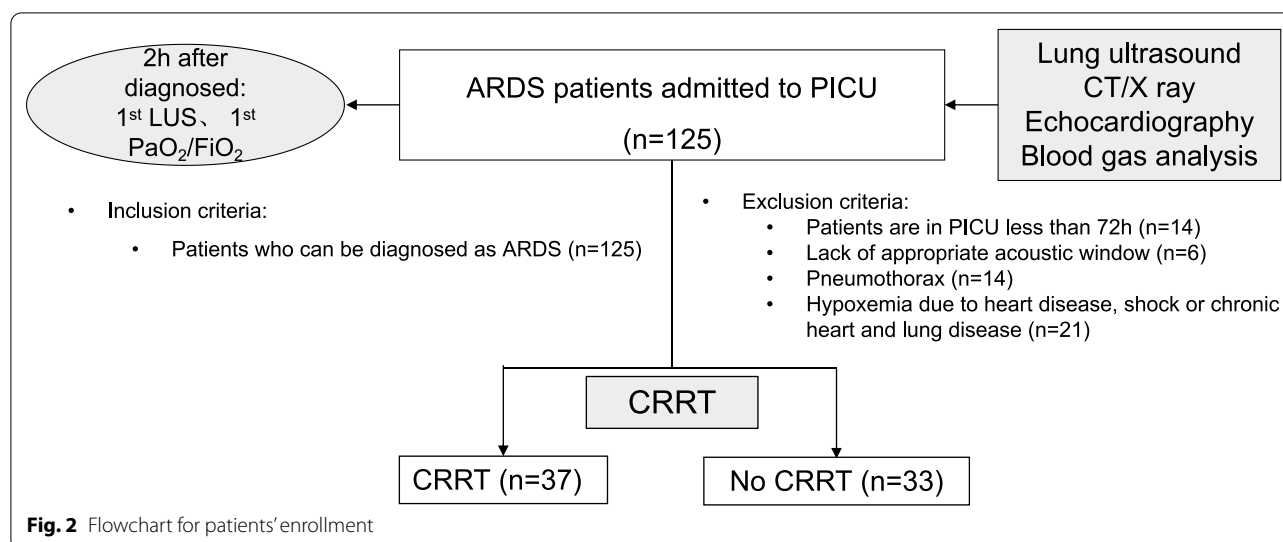 2h after
diagnosed:
1st LUS、 1st
PaO2/FiO2
ARDS patients admitted to PICU
(n=125)
Lung ultrasound
CT/X ray
Echocardiography
Blood gas analysis
• Inclusion criteria:
• Patients who can be diagnosed as ARDS (n=125)
• Exclusion criteria:
• Patients are in PICU less than 72h (n=14)
• Lack of appropriate acoustic window (n=6)
• Pneumothorax (n=14)
• Hypoxemia due to heart disease, shock or chronic
heart and lung disease (n=21)
CRRT
CRRT (n=37)
No CRRT (n=33)
Fig. 2 Flowchart for patients' enrollment